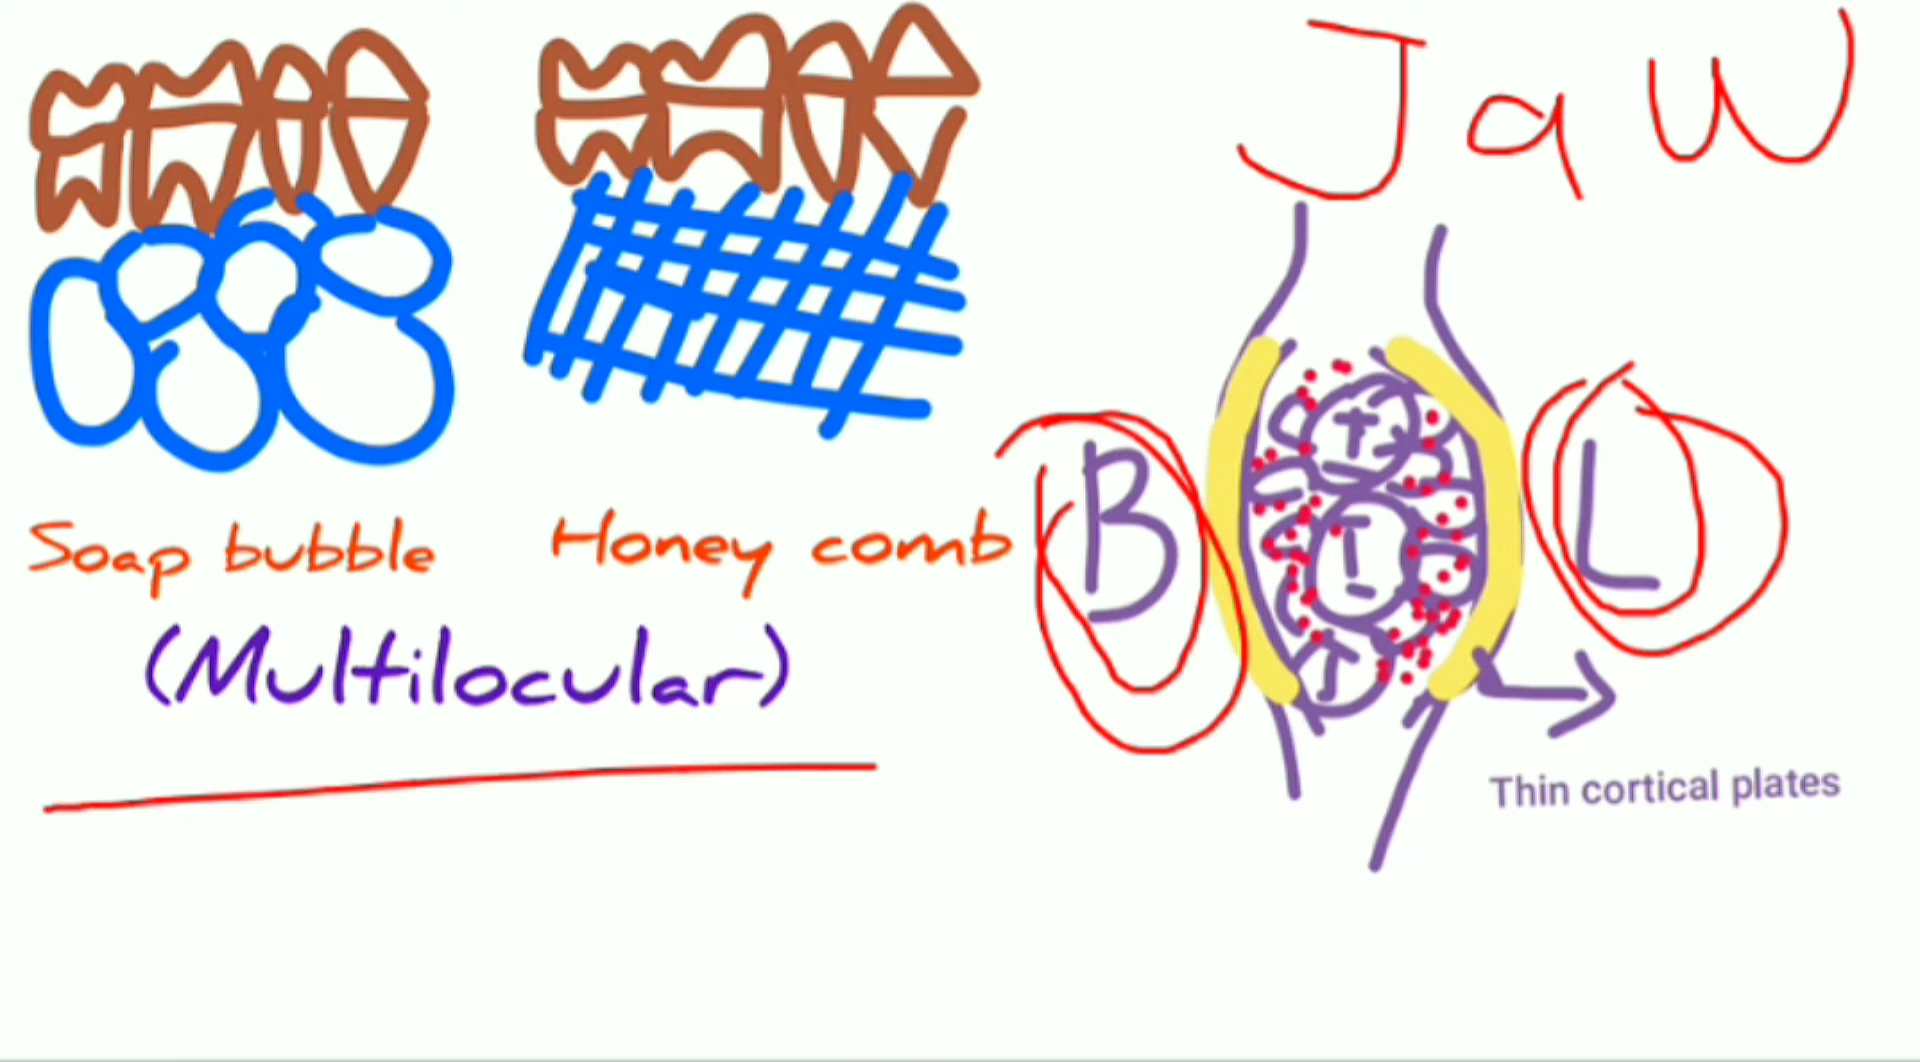 Jaw
B
L
T
I
T
Soap bubble
Honey comb
(Multilocular)
Thin cortical plates